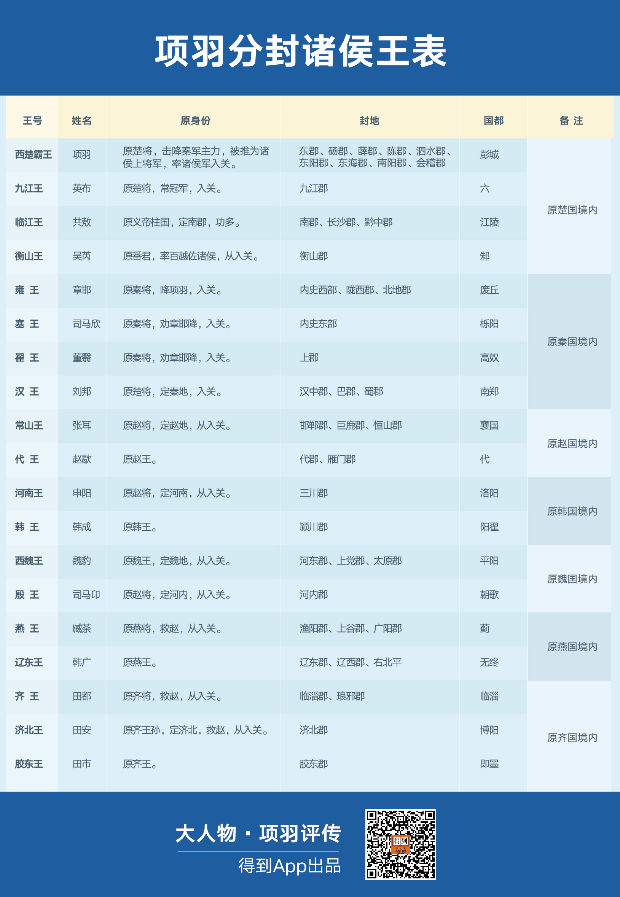 项羽分封诸侯王表
王号 姓名 原身份 封地 国都 备 注
西楚霸王 项羽 原楚将，击降秦军主力，被推为诸侯上将军，率诸侯军入关。 东郡、砀郡、薛郡、陈郡、泗水郡、东阳郡、东海郡、南阳郡、会稽郡 彭城
九江王 英布 原楚将，常冠军，入关。 九江郡 六
原楚国境内
临江王 共敖 原义帝柱国，定南郡，功多。 南郡、长沙郡、黔中郡 江陵
衡山王 吴芮 原番君，率百越佐诸侯，从入关。 衡山郡 邾
雍 王 章邯 原秦将，降项羽，入关。 内史西部、陇西郡、北地郡 废丘
塞 王 司马欣 原秦将，劝章邯降，入关。 内史东部 栎阳
原秦国境内
翟 王 董翳 原秦将，劝章邯降，入关。 上郡 高奴
汉 王 刘邦 原楚将，定秦地，入关。 汉中郡、巴郡、蜀郡 南郑
常山王 张耳 原赵将，定赵地，从入关。 邯郸郡、巨鹿郡、恒山郡 襄国
原赵国境内
代 王 赵歇 原赵王。 代郡、雁门郡 代
河南王 申阳 原赵将，定河南，从入关。 三川郡 洛阳
原韩国境内
韩 王 韩成 原韩王。 颍川郡 阳翟
西魏王 魏豹 原魏王，定魏地，从入关。 河东郡、上党郡、太原郡 平阳
原魏国境内
殷 王 司马卬 原赵将，定河内，从入关。 河内郡 朝歌
燕 王 臧荼 原燕将，救赵，从入关。 渔阳郡、上谷郡、广阳郡 蓟
原燕国境内
辽东王 韩广 原燕王。 辽东郡、辽西郡、右北平 无终
齐 王 田都 原齐将，救赵，从入关。 临淄郡、琅邪郡 临淄
济北王 田安 原齐王孙，定济北，救赵，从入关。 济北郡 博阳
原齐国境内
胶东王 田市 原齐王。 胶东郡 即墨
大人物·项羽评传
得到App出品